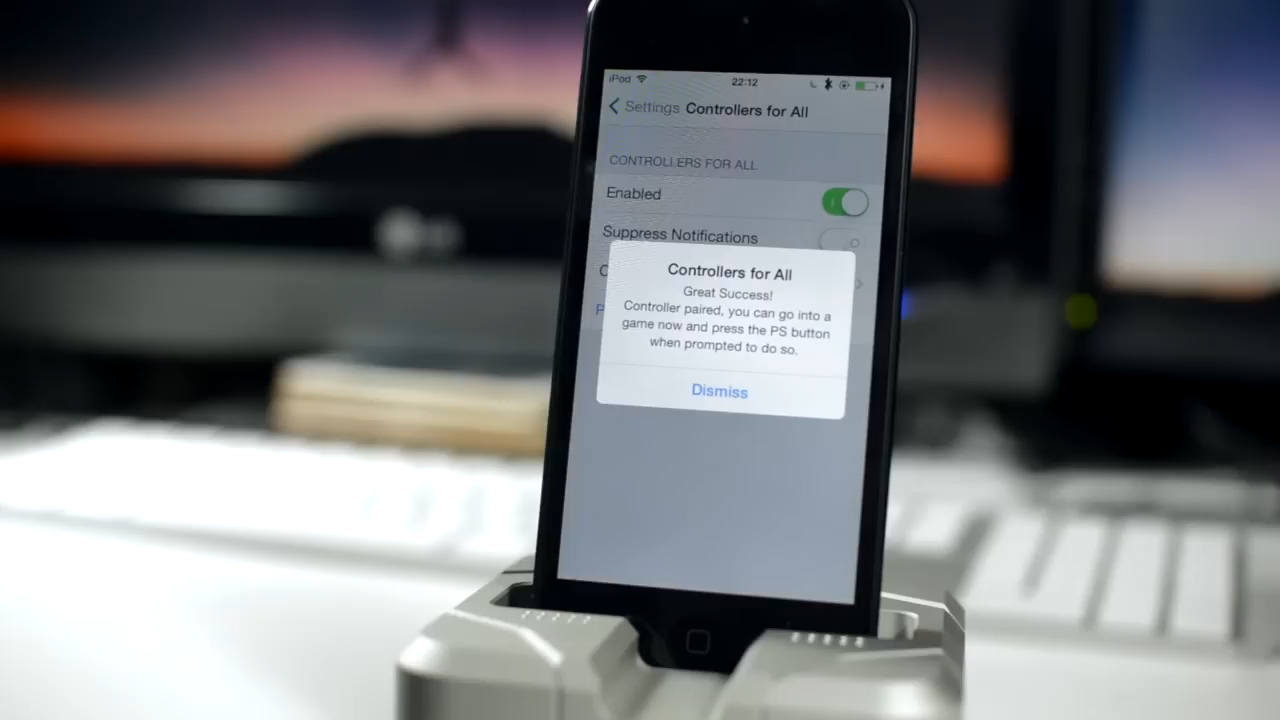 iPod 22:12
Settings Controllers for All
CONTROLLERS FOR ALL
Enabled
Suppress Notifications
C
P
Controllers for All
Great Success!
Controller paired, you can go into a
game now and press the PS button
when prompted to do so.
Dismiss